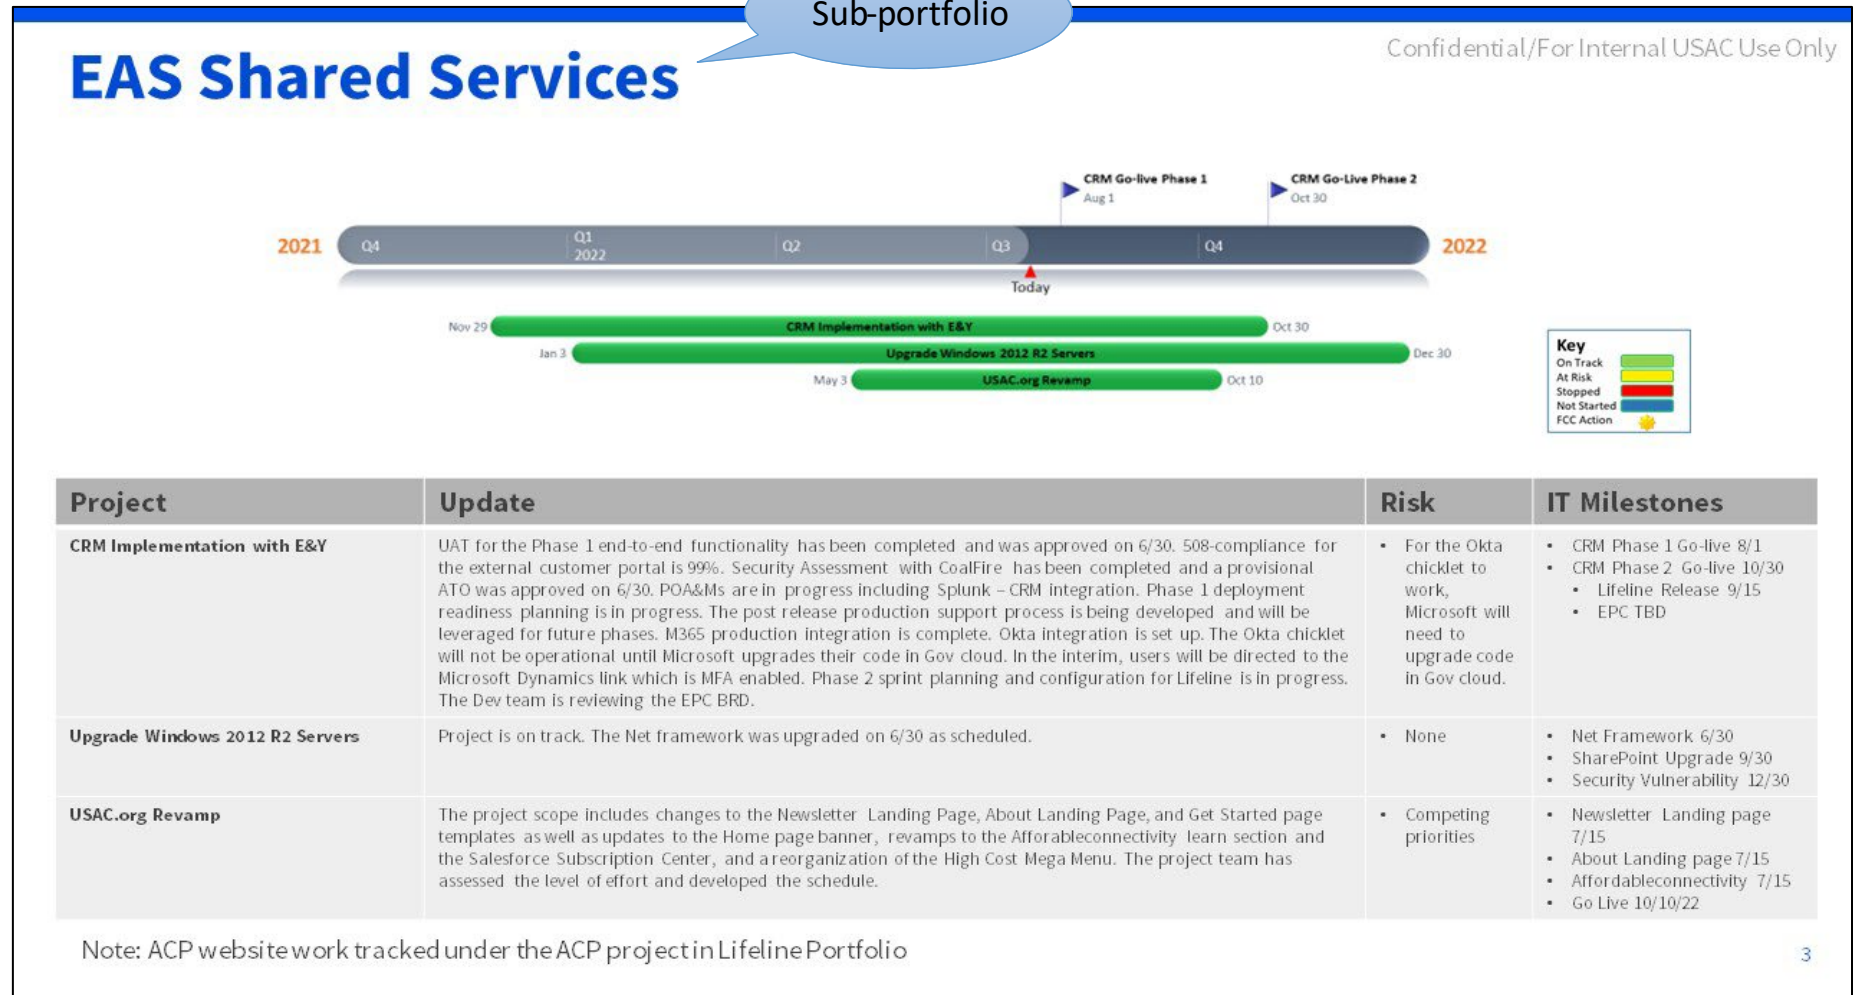 Sub-portfolio
Confidential/For Internal USAC Use Only
EAS Shared Services
CRM Go-live Phase 1
Aug 1
CRM Go-Live Phase 2
Oct 30
2021
Q4
Q1
2022
Q2
Q3
Q4
2022
Today
Nov 29
CRM Implementation with E&Y
Oct 30
Jan 3
Upgrade Windows 2012 R2 Servers
Dec 30
May 3
USAC.org Revamp
Oct 10
Key
On Track
At Risk
Stopped
Not Started
FCC Action
Project
Update
Risk
IT Milestones
CRM Implementation with E&Y
UAT for the Phase 1 end-to-end functionality has been completed and was approved on 6/30. 508-compliance for
the external customer portal is 99%. Security Assessment with CoalFire has been completed and a provisional
ATO was approved on 6/30. POA&Ms are in progress including Splunk – CRM integration. Phase 1 deployment
readiness planning is in progress. The post release production support process is being developed and will be
leveraged for future phases. M365 production integration is complete. Okta integration is set up. The Okta chicklet
will not be operational until Microsoft upgrades their code in Gov cloud. In the interim, users will be directed to the
Microsoft Dynamics link which is MFA enabled. Phase 2 sprint planning and configuration for Lifeline is in progress.
The Dev team is reviewing the EPC BRD.
• For the Okta
chicklet to
work,
Microsoft will
need to
upgrade code
in Gov cloud.
• CRM Phase 1 Go-live 8/1
• CRM Phase 2 Go-live 10/30
• Lifeline Release 9/15
• EPC TBD
Upgrade Windows 2012 R2 Servers
Project is on track. The Net framework was upgraded on 6/30 as scheduled.
• None
• Net Framework 6/30
• SharePoint Upgrade 9/30
• Security Vulnerability 12/30
USAC.org Revamp
The project scope includes changes to the Newsletter Landing Page, About Landing Page, and Get Started page
templates as well as updates to the Home page banner, revamps to the Afforableconnectivity learn section and
the Salesforce Subscription Center, and a reorganization of the High Cost Mega Menu. The project team has
assessed the level of effort and developed the schedule.
• Competing
priorities
• Newsletter Landing page
7/15
• About Landing page 7/15
• Affordableconnectivity 7/15
• Go Live 10/10/22
Note: ACP website work tracked under the ACP project in Lifeline Portfolio
3